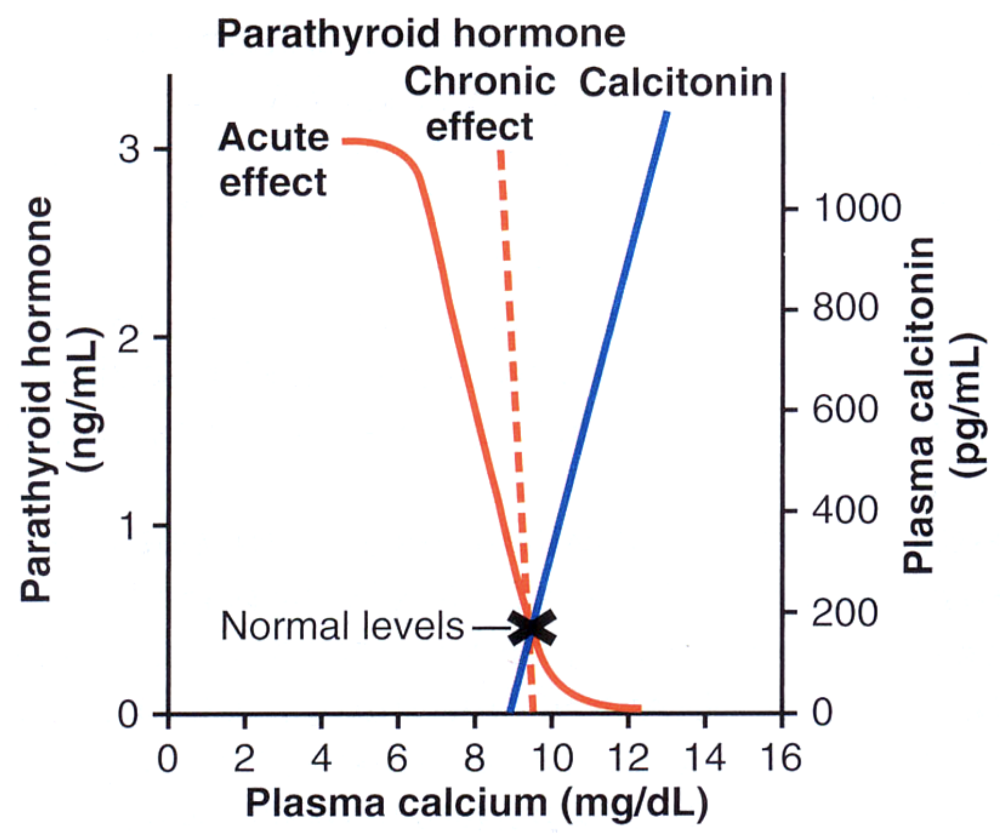 Parathyroid hormone
Chronic
effect
Calcitonin
Acute
effect
3
2
1
0
Parathyroid hormone
(ng/mL)
Normal levels
1000
800
600
400
200
0
Plasma calcitonin
(pg/mL)
0 2 4 6 8 10 12 14 16
Plasma calcium (mg/dL)